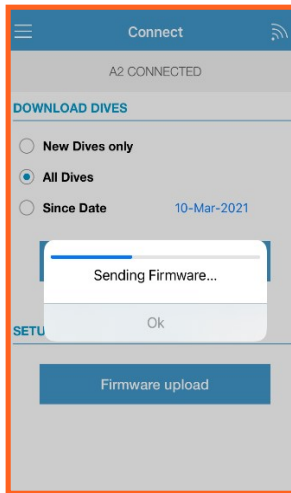 Connect
A2 CONNECTED
DOWNLOAD DIVES
New Dives only
All Dives
Since Date 10-Mar-2021
Sending Firmware...
Ok
SETU
Firmware upload